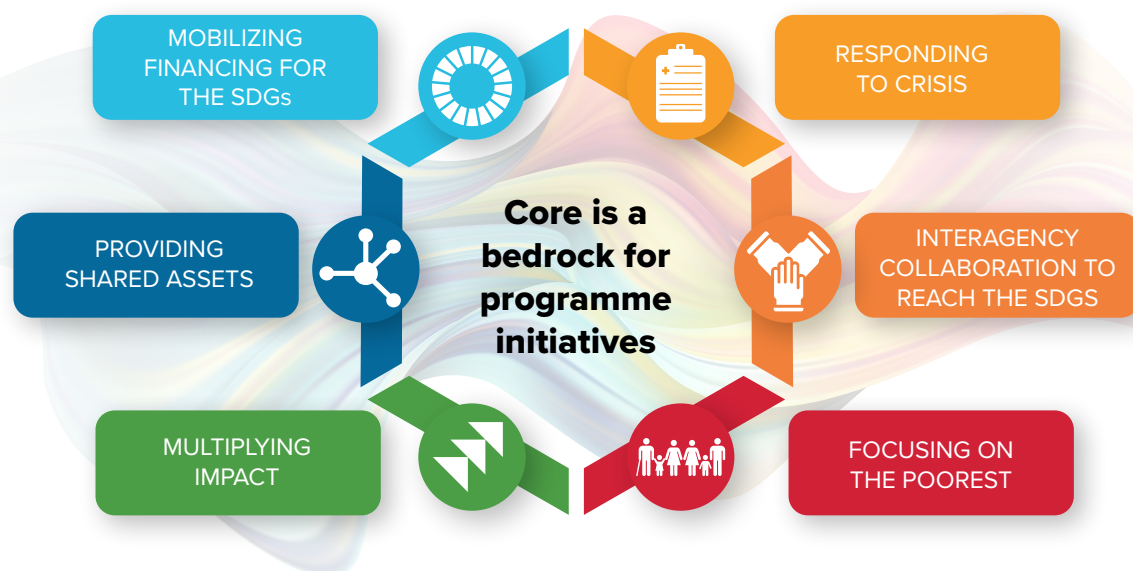 MOBILIZING
FINANCING FOR
THE SDGs
RESPONDING
TO CRISIS
Core is a
bedrock for
programme
initiatives
PROVIDING
SHARED ASSETS
INTERAGENCY
COLLABORATION TO
REACH THE SDGS
MULTIPLYING
IMPACT
FOCUSING ON
THE POOREST